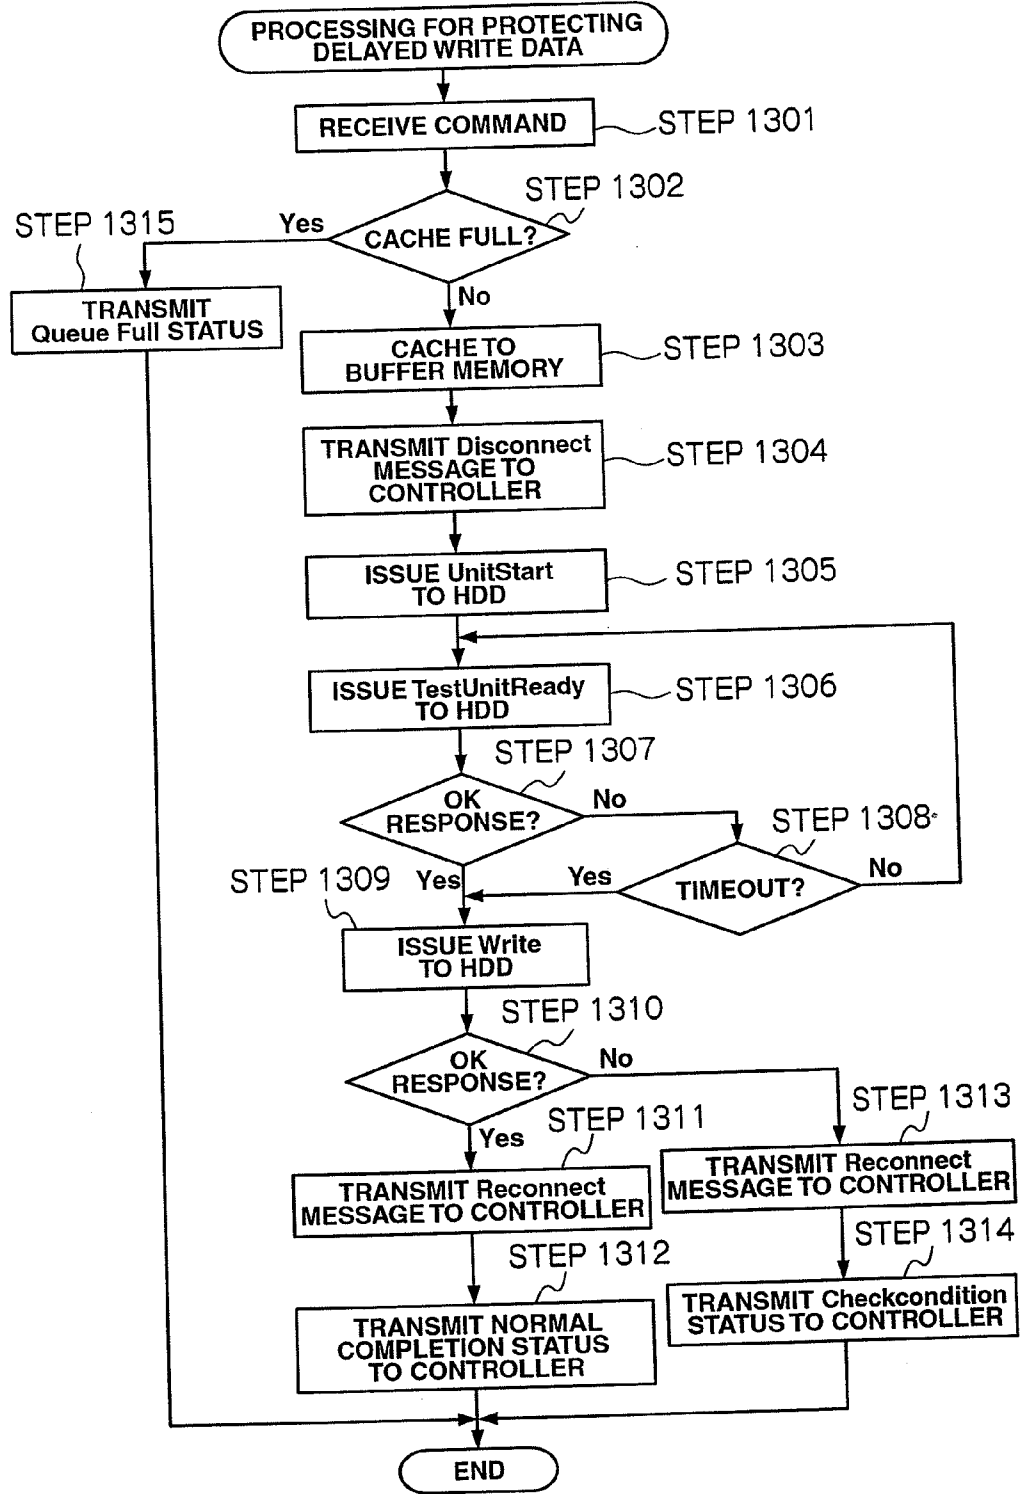 PROCESSING FOR PROTECTING
DELAYED WRITE DATA
RECEIVE COMMAND
STEP 1301
STEP 1302
CACHE FULL?
Yes
STEP 1315
TRANSMIT
Queue Full STATUS
No
CACHE TO
BUFFER MEMORY
STEP 1303
TRANSMIT Disconnect
MESSAGE TO
CONTROLLER
STEP 1304
ISSUE UnitStart
TO HDD
STEP 1305
ISSUE TestUnitReady
TO HDD
STEP 1306
STEP 1307
OK
RESPONSE?
No
STEP 1308
TIMEOUT?
No
Yes
Yes
STEP 1309
ISSUE Write
TO HDD
STEP 1310
OK
RESPONSE?
No
STEP 1313
TRANSMIT Reconnect
MESSAGE TO CONTROLLER
Yes
STEP 1311
TRANSMIT Reconnect
MESSAGE TO CONTROLLER
STEP 1314
TRANSMIT Checkcondition
STATUS TO CONTROLLER
STEP 1312
TRANSMIT NORMAL
COMPLETION STATUS
TO CONTROLLER
END